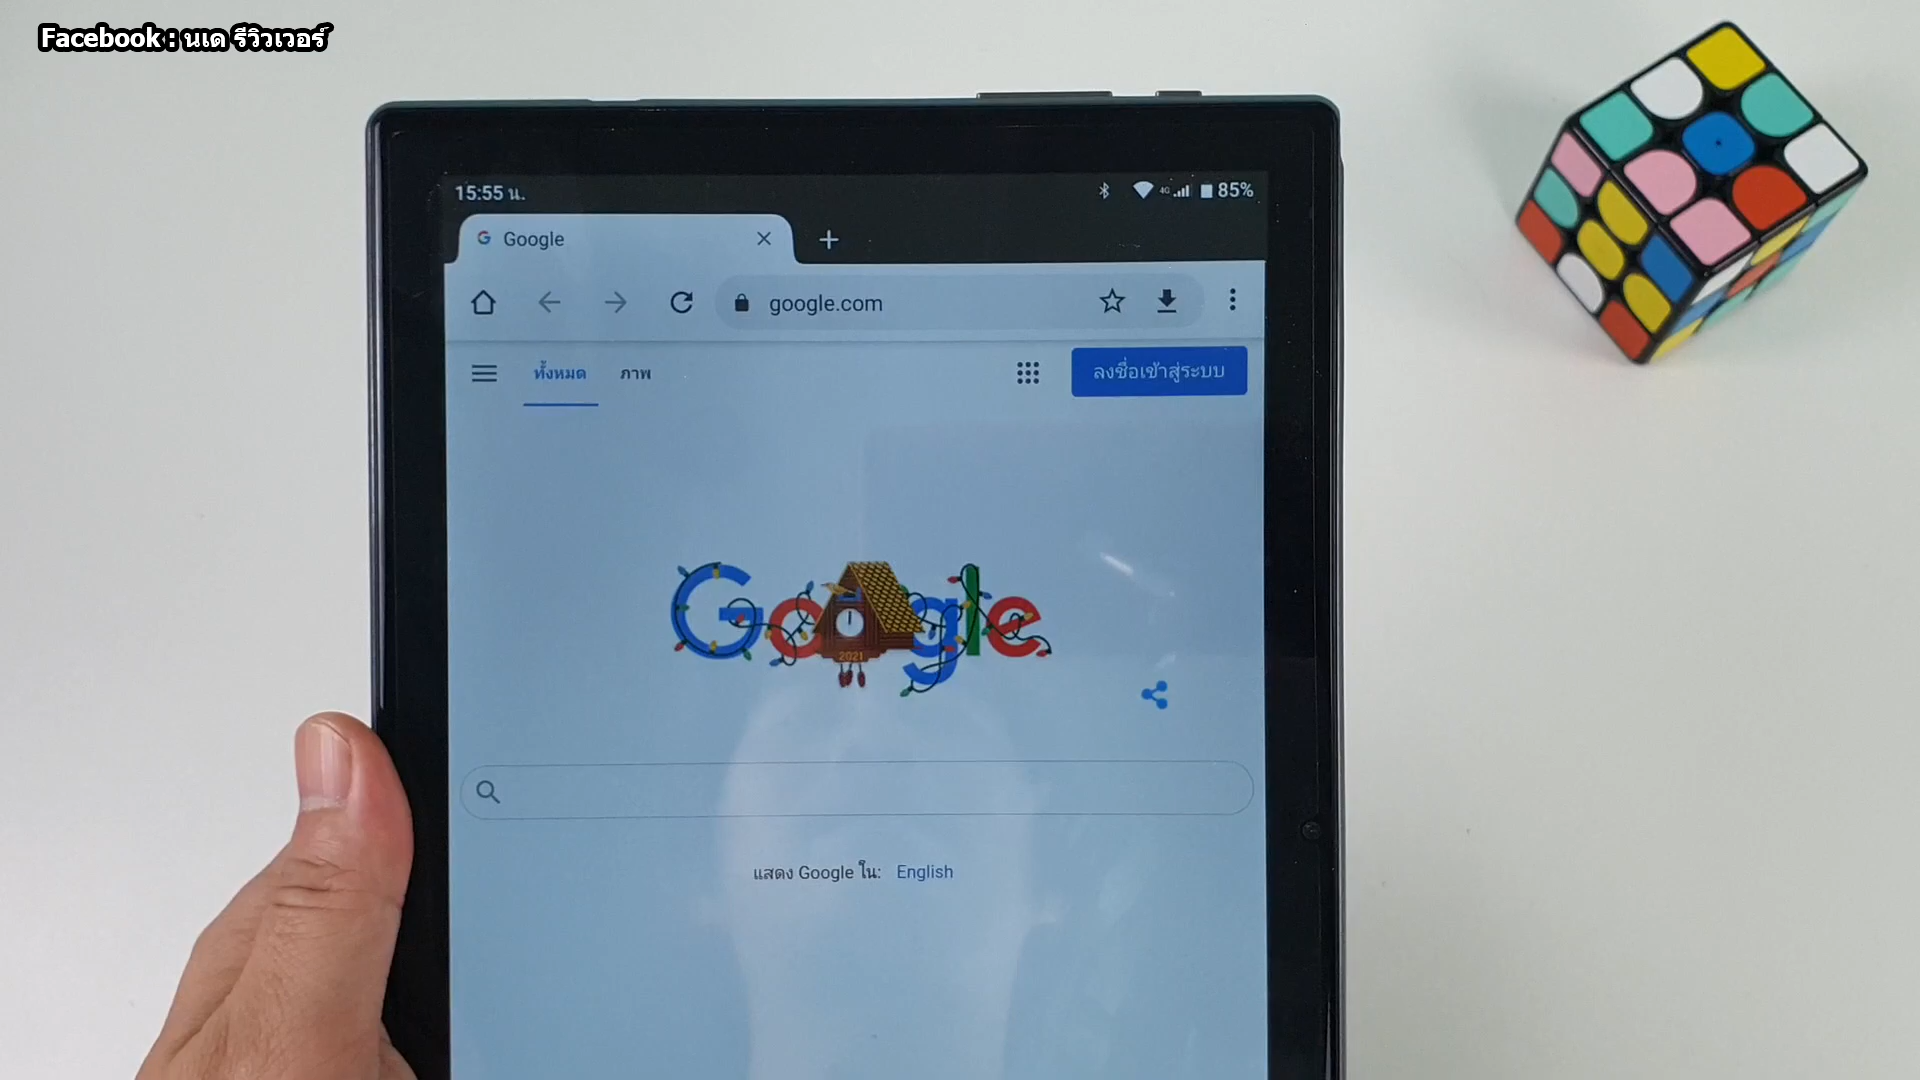 Facebook : นเด รีวิวเวอร์
15:55 น.
4G
85%
Google
google.com
ทั้งหมด ภาพ
ลงชื่อเข้าสู่ระบบ
Google
2021
แสดง Google ใน: English